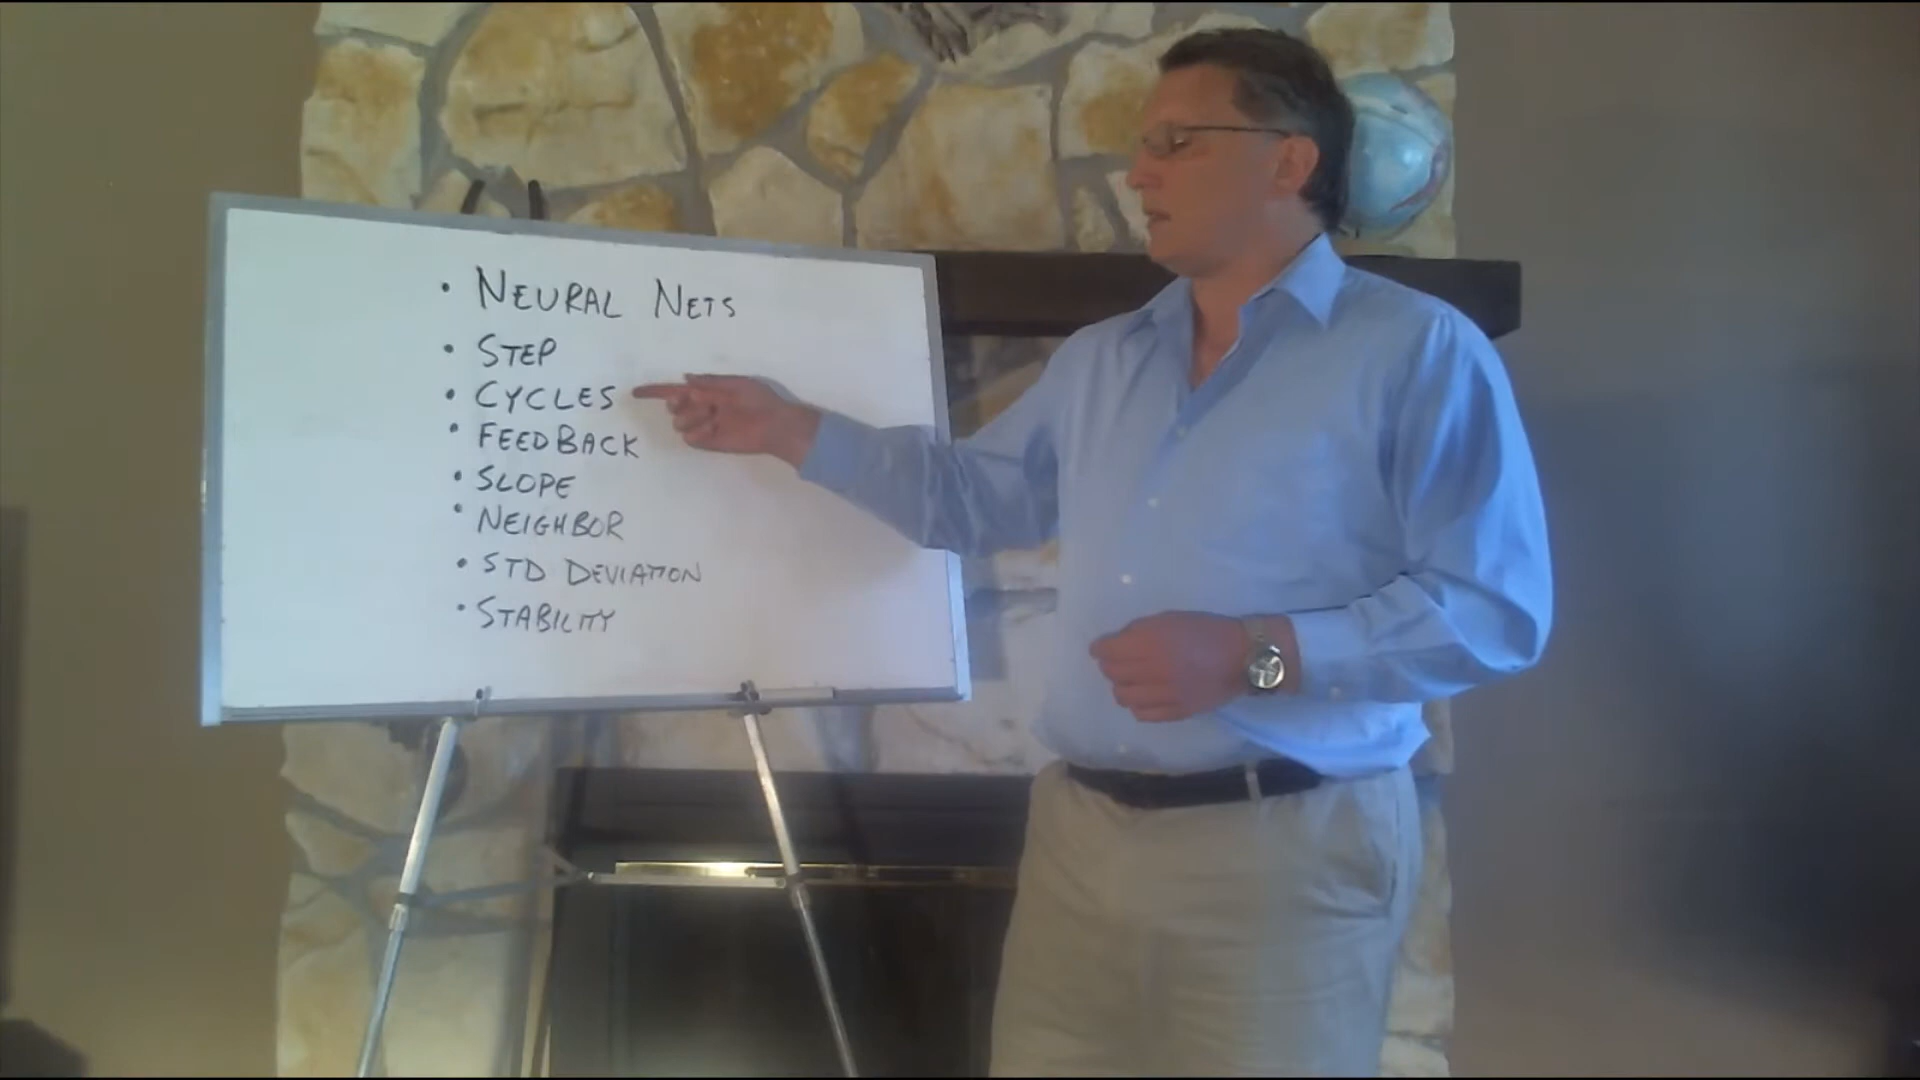 • NEURAL NETS
• STEP
• CYCLES
• FEEDBACK
• SLOPE
• NEIGHBOR
• STD DEVIATION
• STABILITY